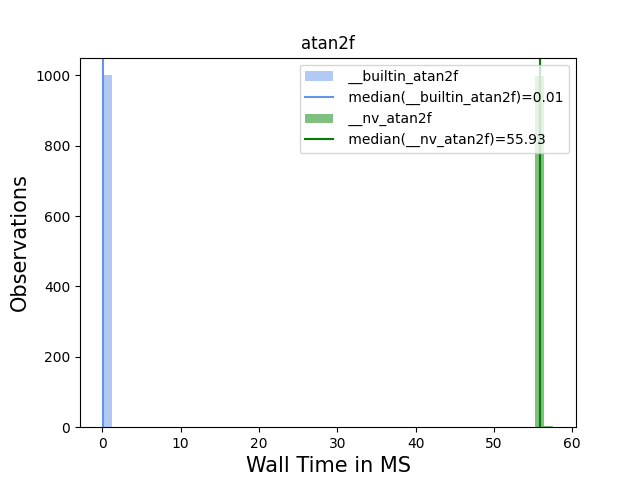 atan2f
__builtin_atan2f
median(__builtin_atan2f)=0.01
__nv_atan2f
median(__nv_atan2f)=55.93
1000
800
600
400
200
0
Observations
0 10 20 30 40 50 60
Wall Time in MS